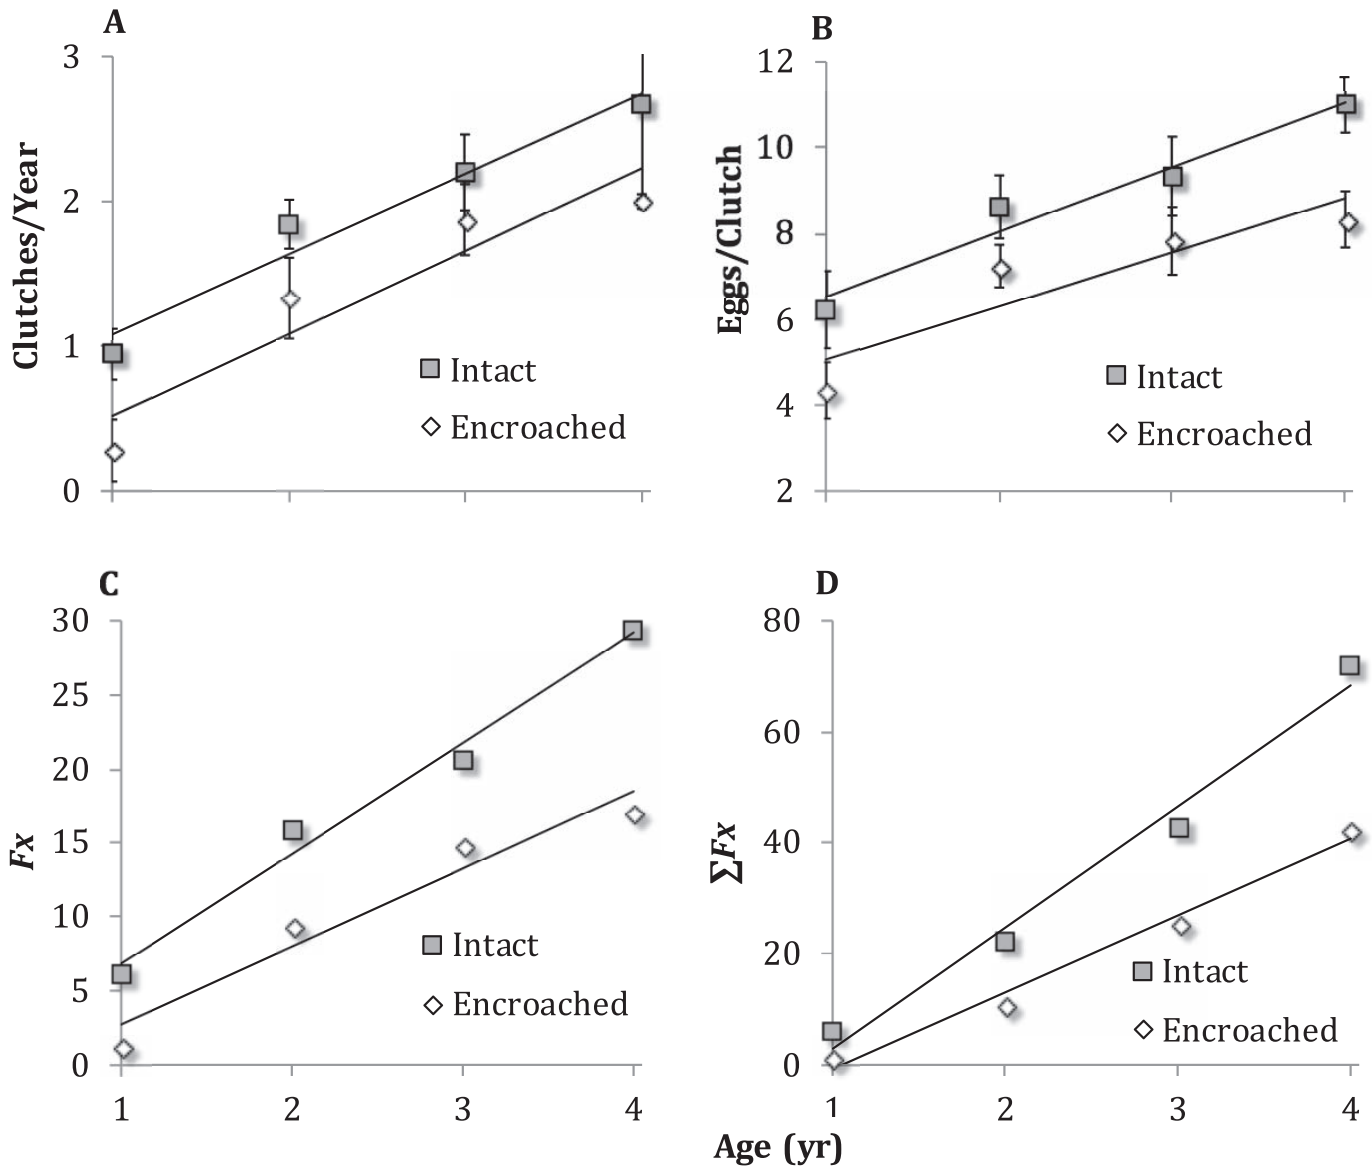 A
Clutches/Year
3
2
1
0
Intact
Encroached
B
Eggs/Clutch
12
10
8
6
4
2
Intact
Encroached
C
Fx
30
25
20
15
10
5
0
Intact
Encroached
1 2 3 4
D
∑Fx
80
60
40
20
0
Intact
Encroached
1 2 3 4
Age (yr)